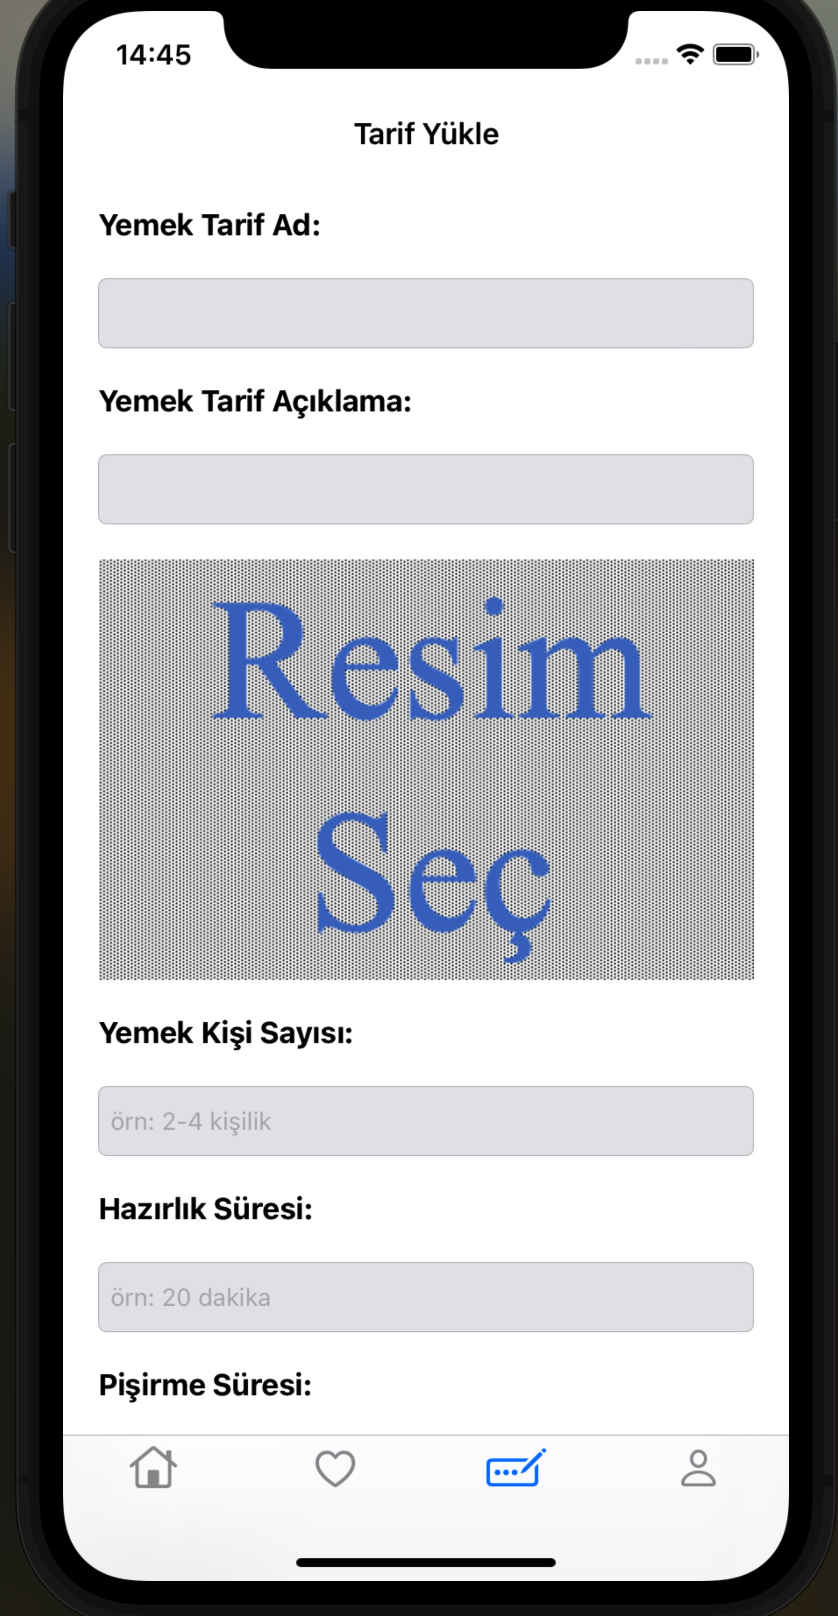 14:45
Tarif Yükle
Yemek Tarif Ad:
Yemek Tarif Açıklama:
Resim
Seç
Yemek Kişi Sayısı:
örn: 2-4 kişilik
Hazırlık Süresi:
örn: 20 dakika
Pişirme Süresi: